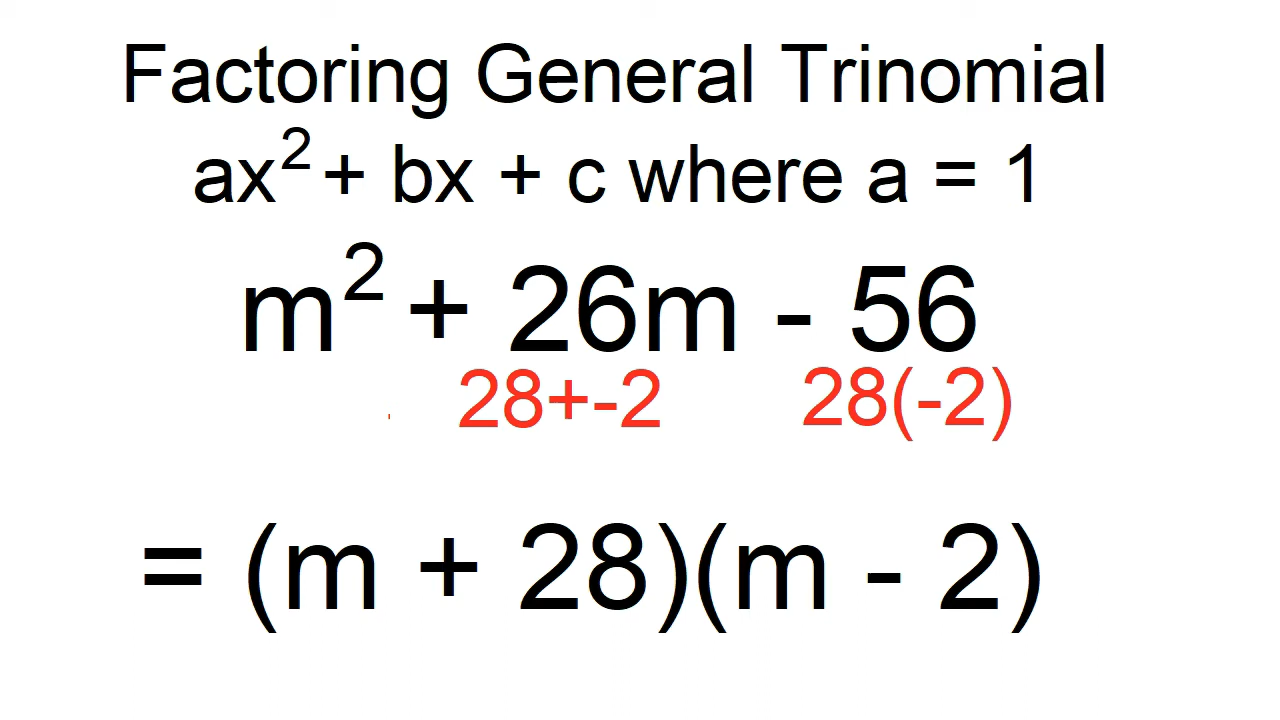 Factoring General Trinomial
ax² + bx + c where a = 1
m² + 26m - 56
28+-2 28(-2)
= (m + 28)(m - 2)